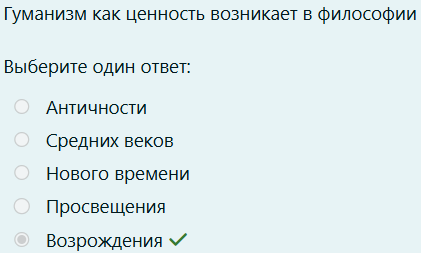 Гуманизм как ценность возникает в философии
Выберите один ответ:
Античности
Средних веков
Нового времени
Просвещения
Возрождения